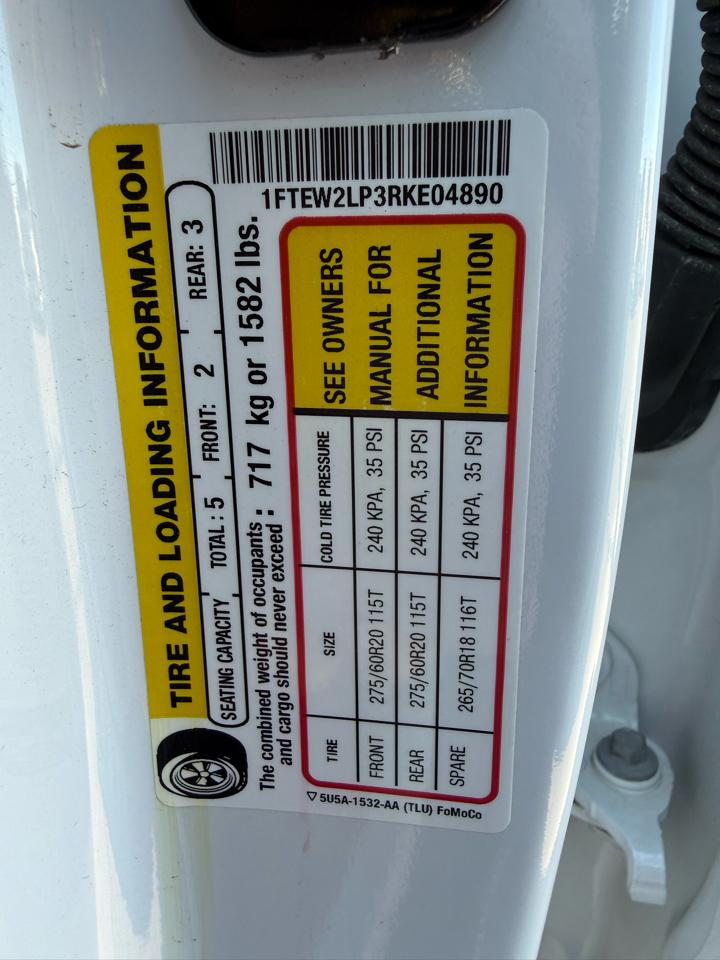 1FTEW2LP3RKE04890
TIRE AND LOADING INFORMATION
SEATING CAPACITY TOTAL: 5 FRONT: 2 REAR: 3
The combined weight of occupants and cargo should never exceed : 717 kg or 1582 lbs.
TIRE SIZE COLD TIRE PRESSURE
FRONT 275/60R20 115T 240 KPA, 35 PSI
REAR 275/60R20 115T 240 KPA, 35 PSI
SPARE 265/70R18 116T 240 KPA, 35 PSI
SEE OWNERS
MANUAL FOR
ADDITIONAL
INFORMATION
5U5A-1532-AA (TLU) FoMoCo